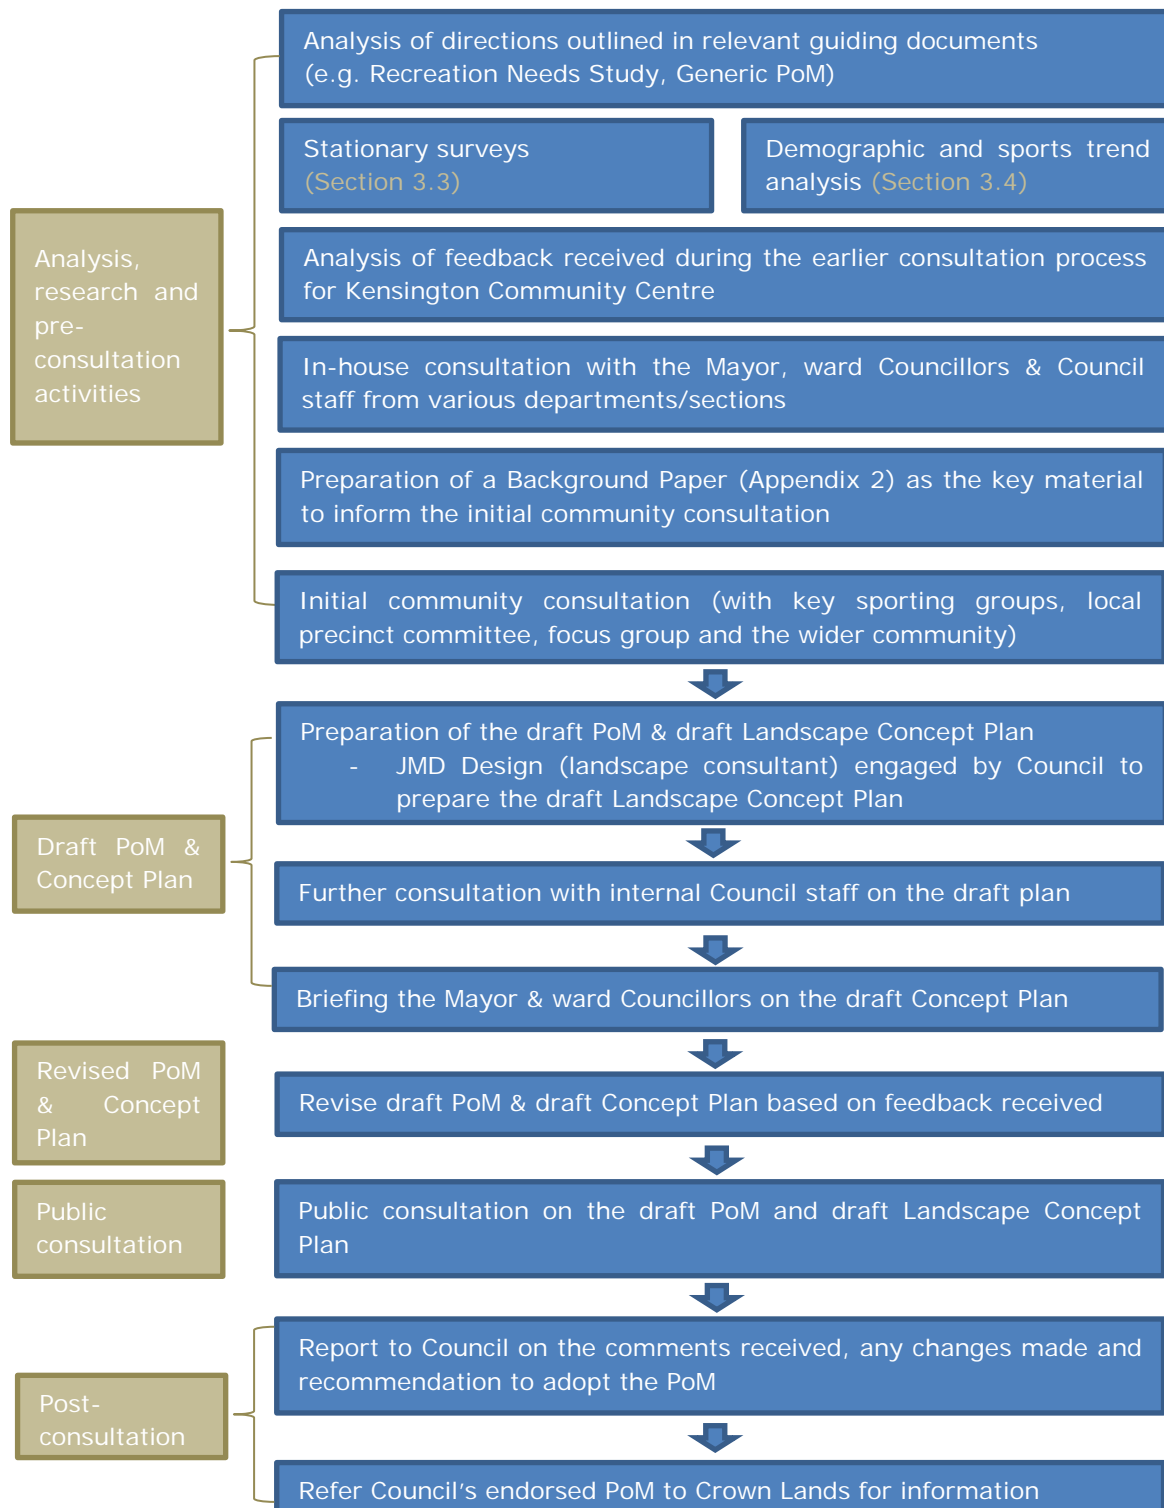 Analysis of directions outlined in relevant guiding documents
(e.g. Recreation Needs Study, Generic PoM)
Stationary surveys
(Section 3.3)
Demographic and sports trend
analysis (Section 3.4)
Analysis,
research and
pre-
consultation
activities
Analysis of feedback received during the earlier consultation process
for Kensington Community Centre
In-house consultation with the Mayor, ward Councillors & Council
staff from various departments/sections
Preparation of a Background Paper (Appendix 2) as the key material
to inform the initial community consultation
Initial community consultation (with key sporting groups, local
precinct committee, focus group and the wider community)
Draft PoM &
Concept Plan
Preparation of the draft PoM & draft Landscape Concept Plan
- JMD Design (landscape consultant) engaged by Council to
prepare the draft Landscape Concept Plan
Further consultation with internal Council staff on the draft plan
Briefing the Mayor & ward Councillors on the draft Concept Plan
Revised PoM
& Concept
Plan
Revise draft PoM & draft Concept Plan based on feedback received
Public
consultation
Public consultation on the draft PoM and draft Landscape Concept
Plan
Post-
consultation
Report to Council on the comments received, any changes made and
recommendation to adopt the PoM
Refer Council's endorsed PoM to Crown Lands for information